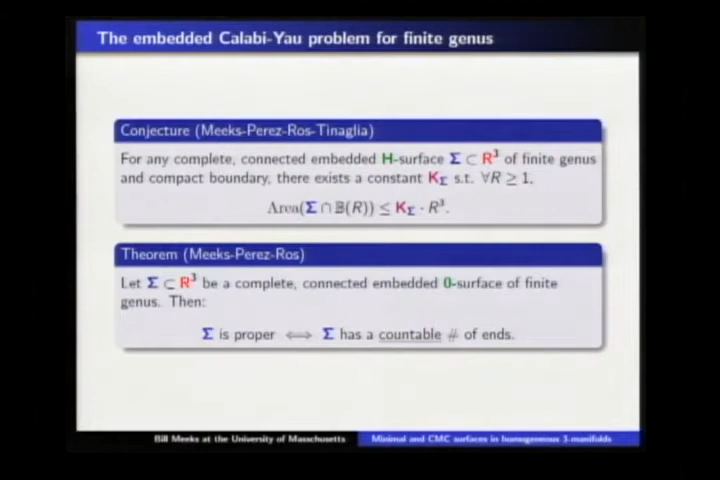 The embedded Calabi-Yau problem for finite genus
Conjecture (Meeks-Perez-Ros-Tinaglia)
For any complete, connected embedded H-surface Σ ⊂ R³ of finite genus
and compact boundary, there exists a constant K_Σ s.t. ∀R ≥ 1,
Area(Σ ∩ 𝔹(R)) ≤ K_Σ · R³.
Theorem (Meeks-Perez-Ros)
Let Σ ⊂ R³ be a complete, connected embedded 0-surface of finite
genus. Then:
Σ is proper ⟺ Σ has a countable # of ends.
Bill Meeks at the University of Massachusetts
Minimal and CMC surfaces in homogeneous 3-manifolds